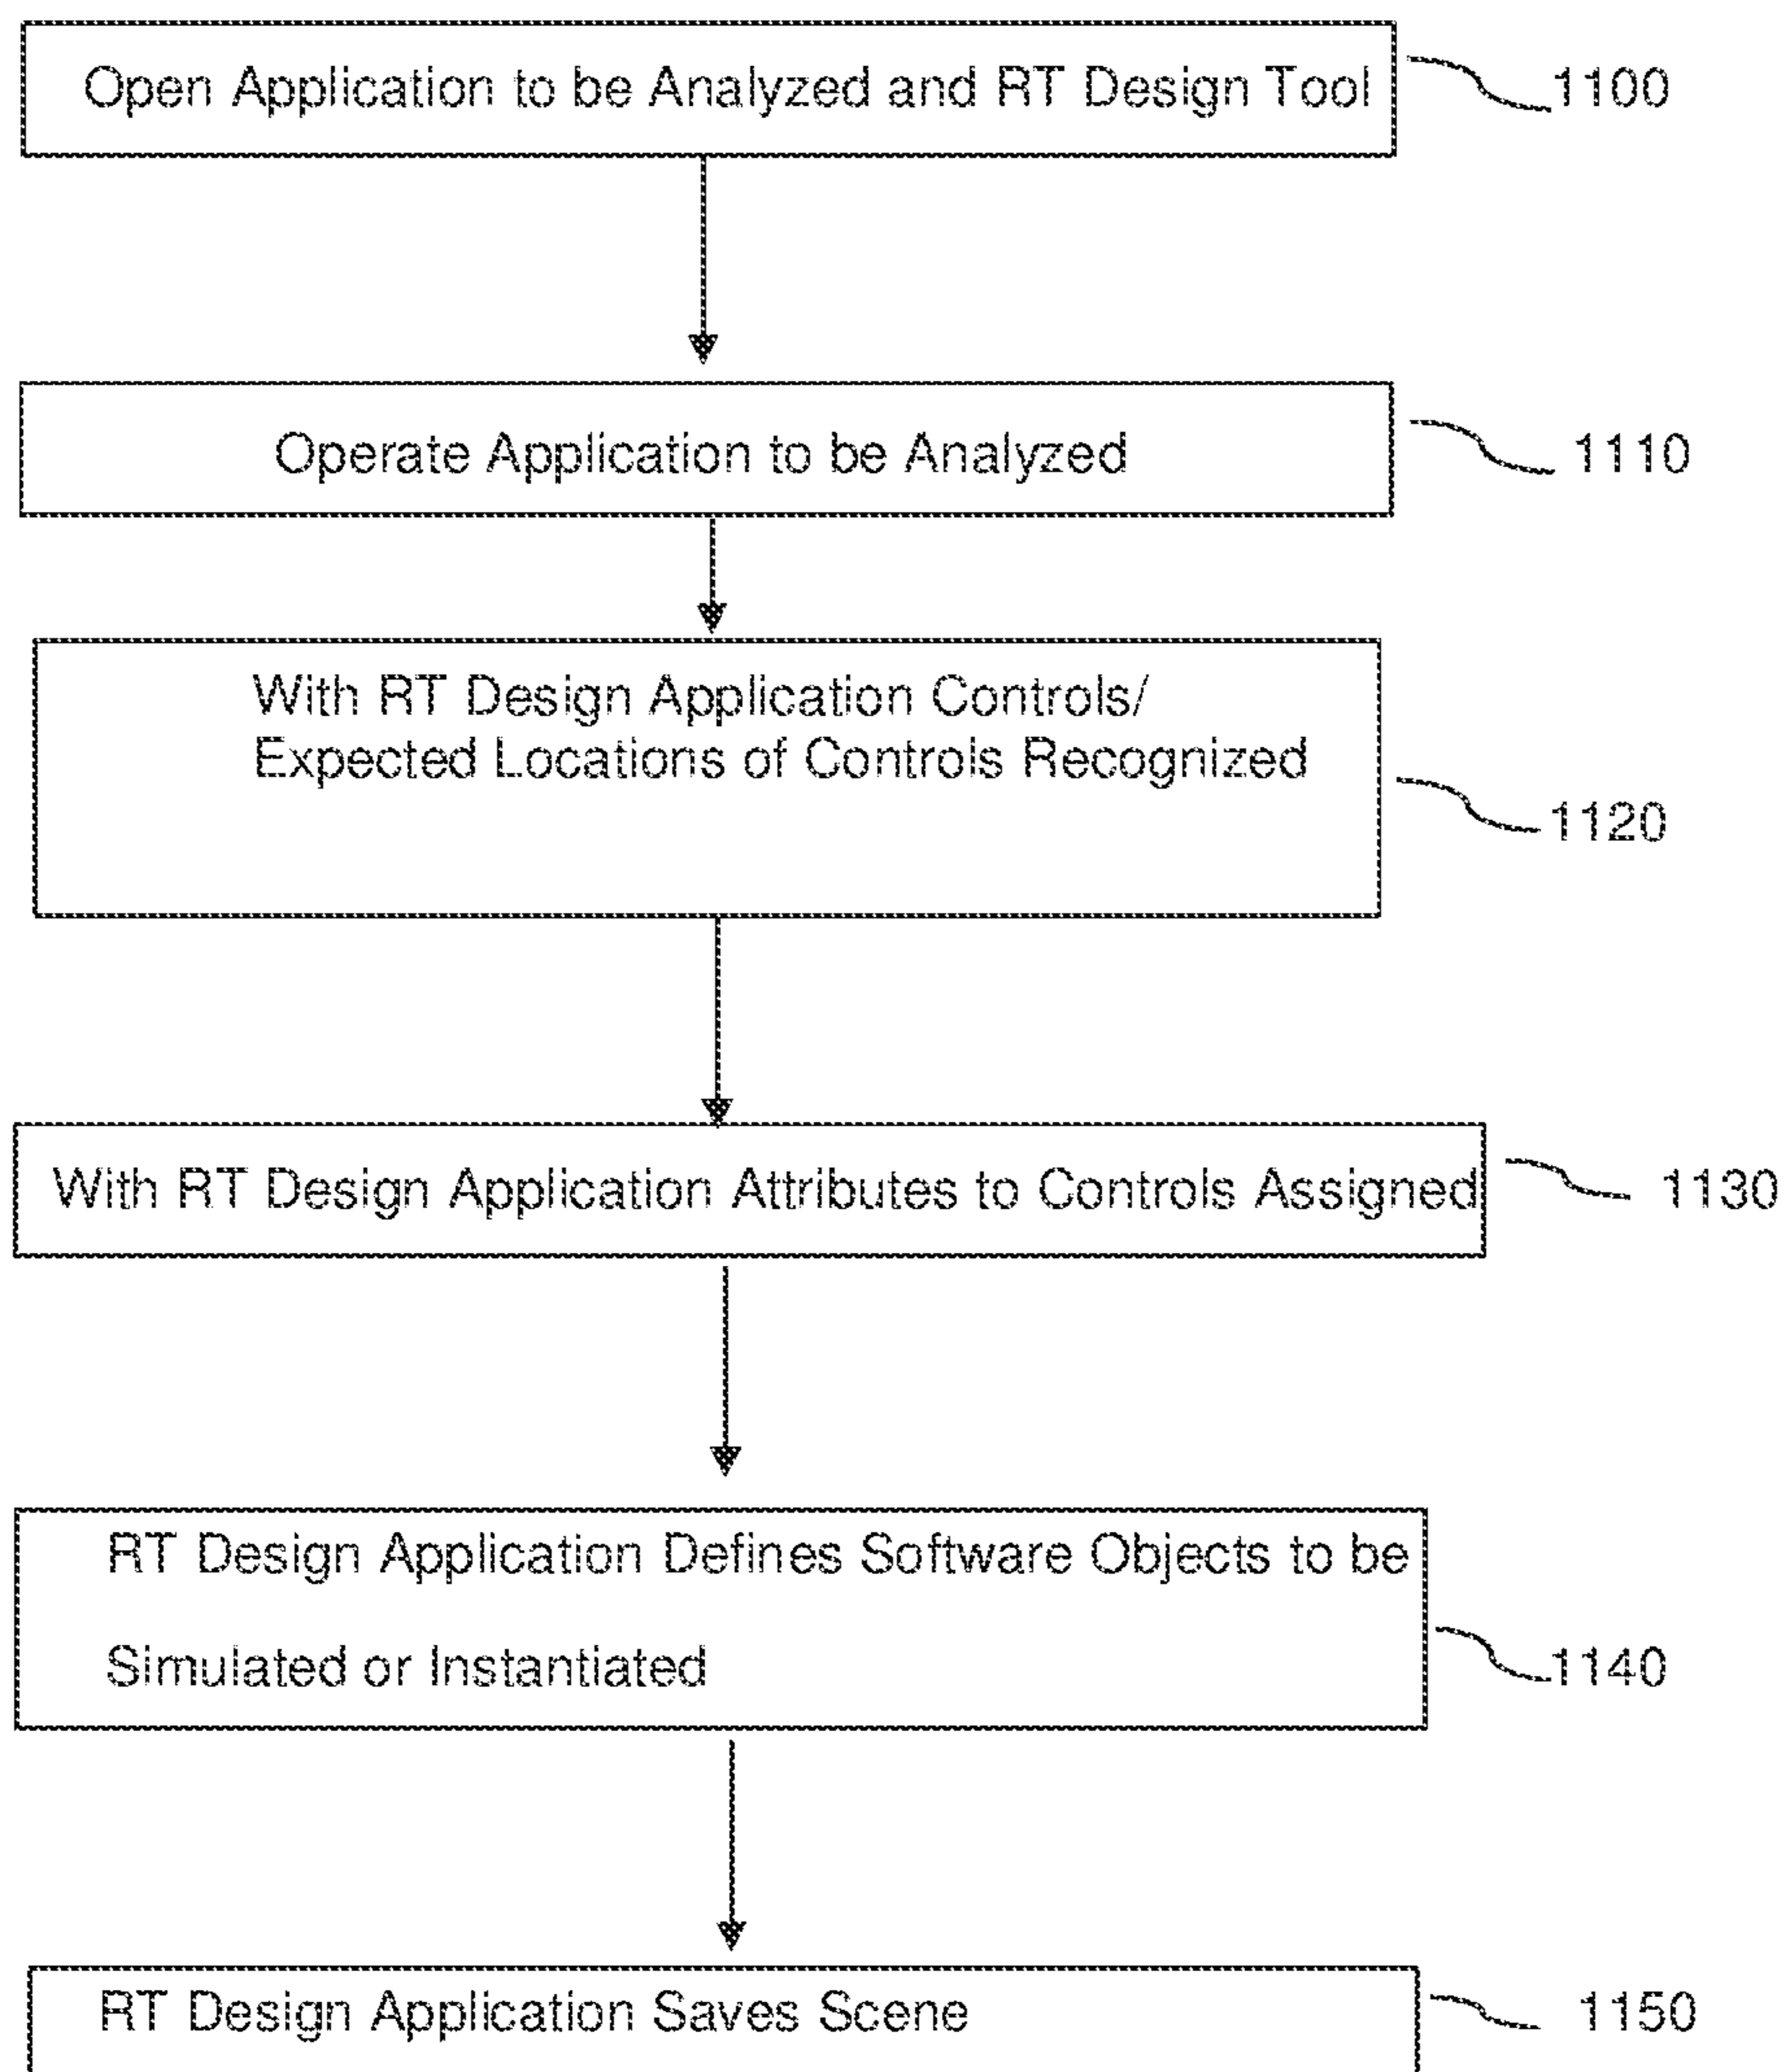 Open Application to be Analyzed and RT Design Tool
1100
Operate Application to be Analyzed
1110
With RT Design Application Controls/
Expected Locations of Controls Recognized
1120
With RT Design Application Attributes to Controls Assigned
1130
RT Design Application Defines Software Objects to be
Simulated or Instantiated
1140
RT Design Application Saves Scene
1150